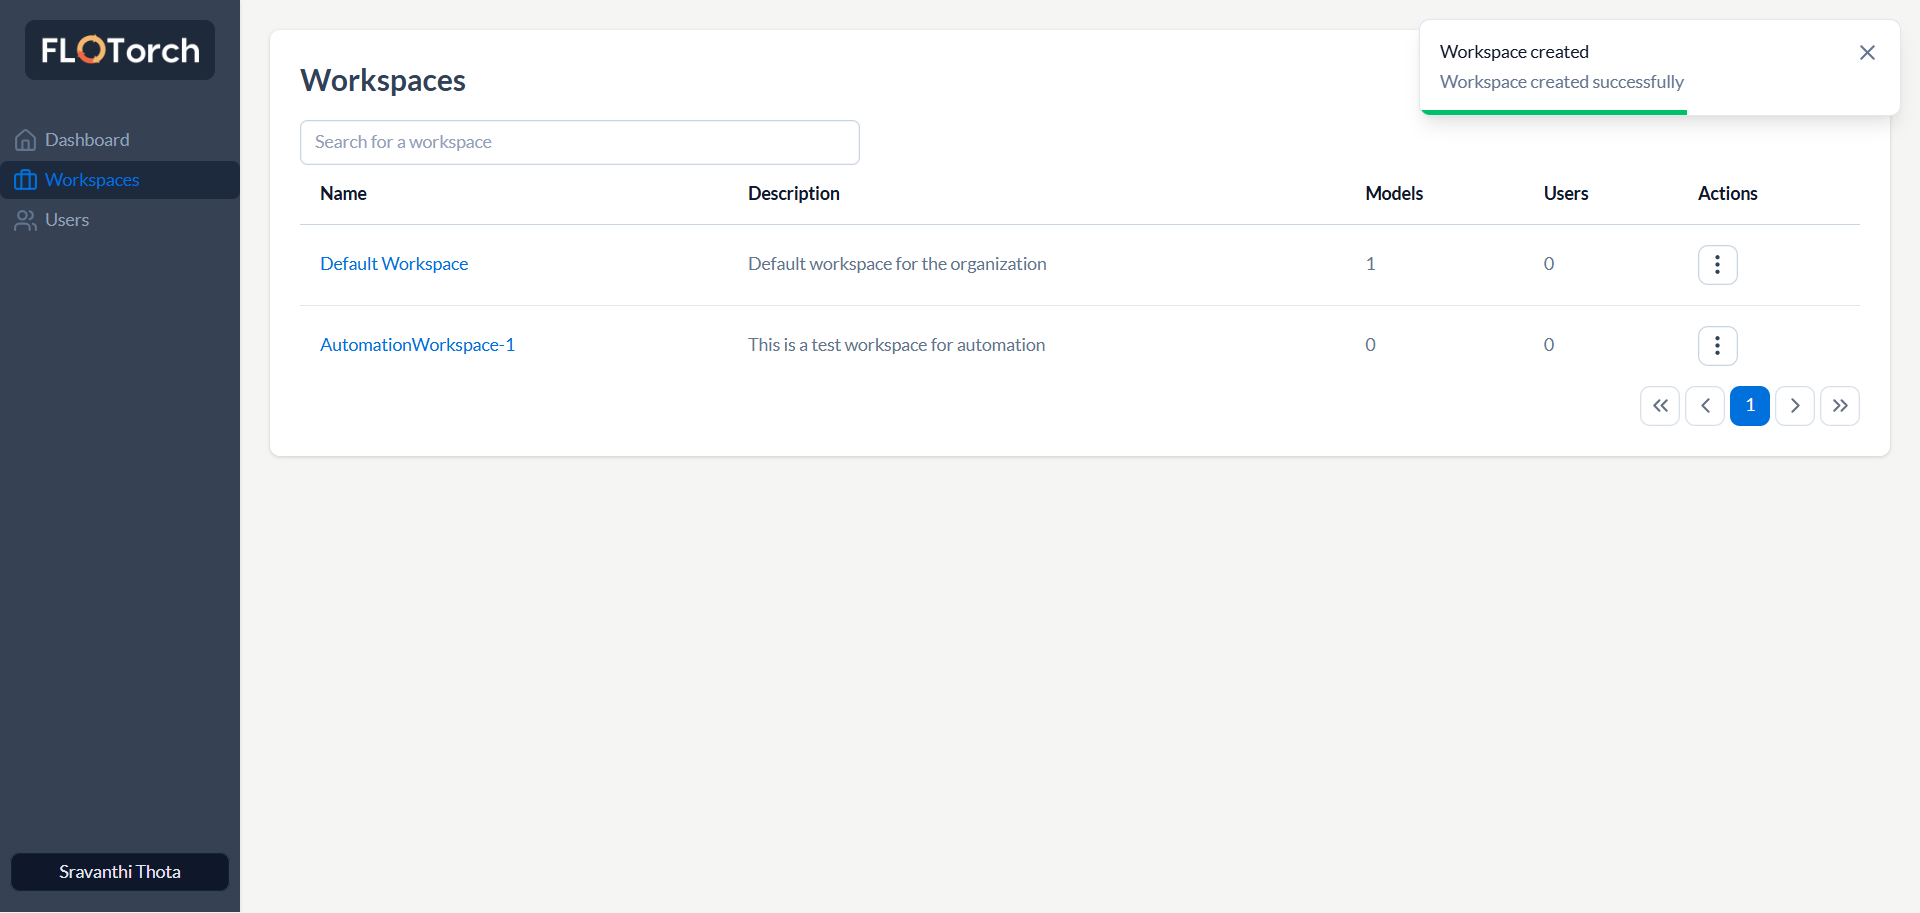 FLOTorch
Dashboard
Workspaces
Users
Sravanthi Thota
Workspaces
Search for a workspace
Name Description Models Users Actions
Default Workspace Default workspace for the organization 1 0
AutomationWorkspace-1 This is a test workspace for automation 0 0
1
Workspace created
Workspace created successfully